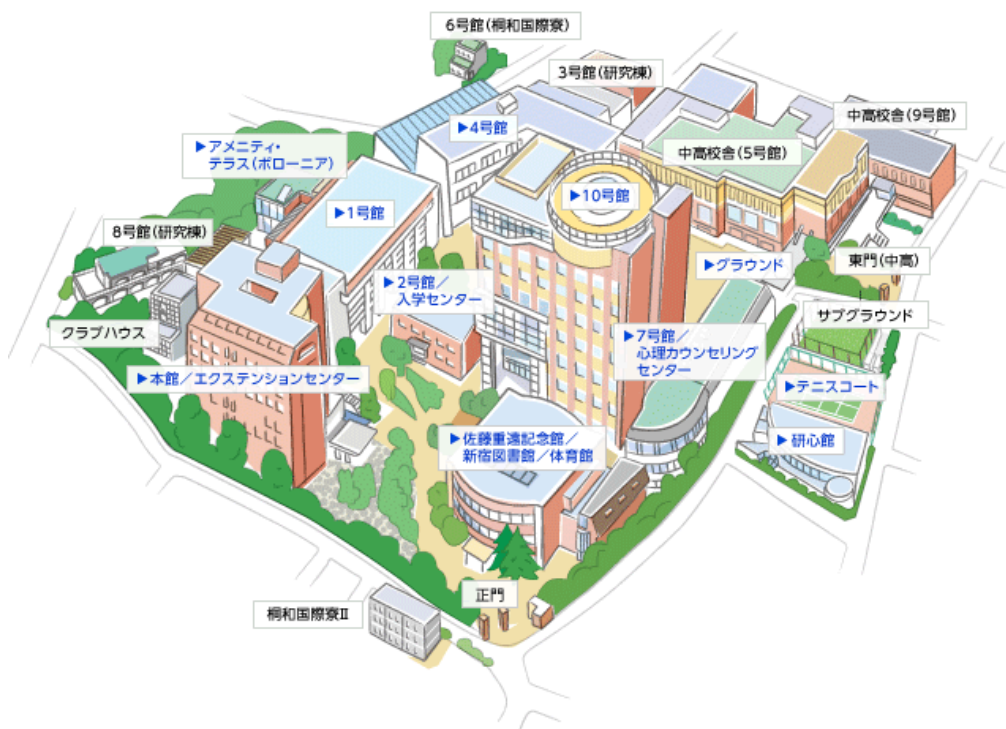 6号館(桐和国際寮)
3号館(研究棟)
中高校舎(9号館)
▶4号館
▶アメニティ・
テラス(ボローニア)
中高校舎(5号館)
▶10号館
▶1号館
8号館(研究棟)
▶グラウンド
東門(中高)
▶2号館/
入学センター
サブグラウンド
クラブハウス
▶7号館/
心理カウンセリング
センター
▶本館/エクステンションセンター
▶テニスコート
▶佐藤重遠記念館/
新宿図書館/体育館
▶研心館
正門
桐和国際寮Ⅱ